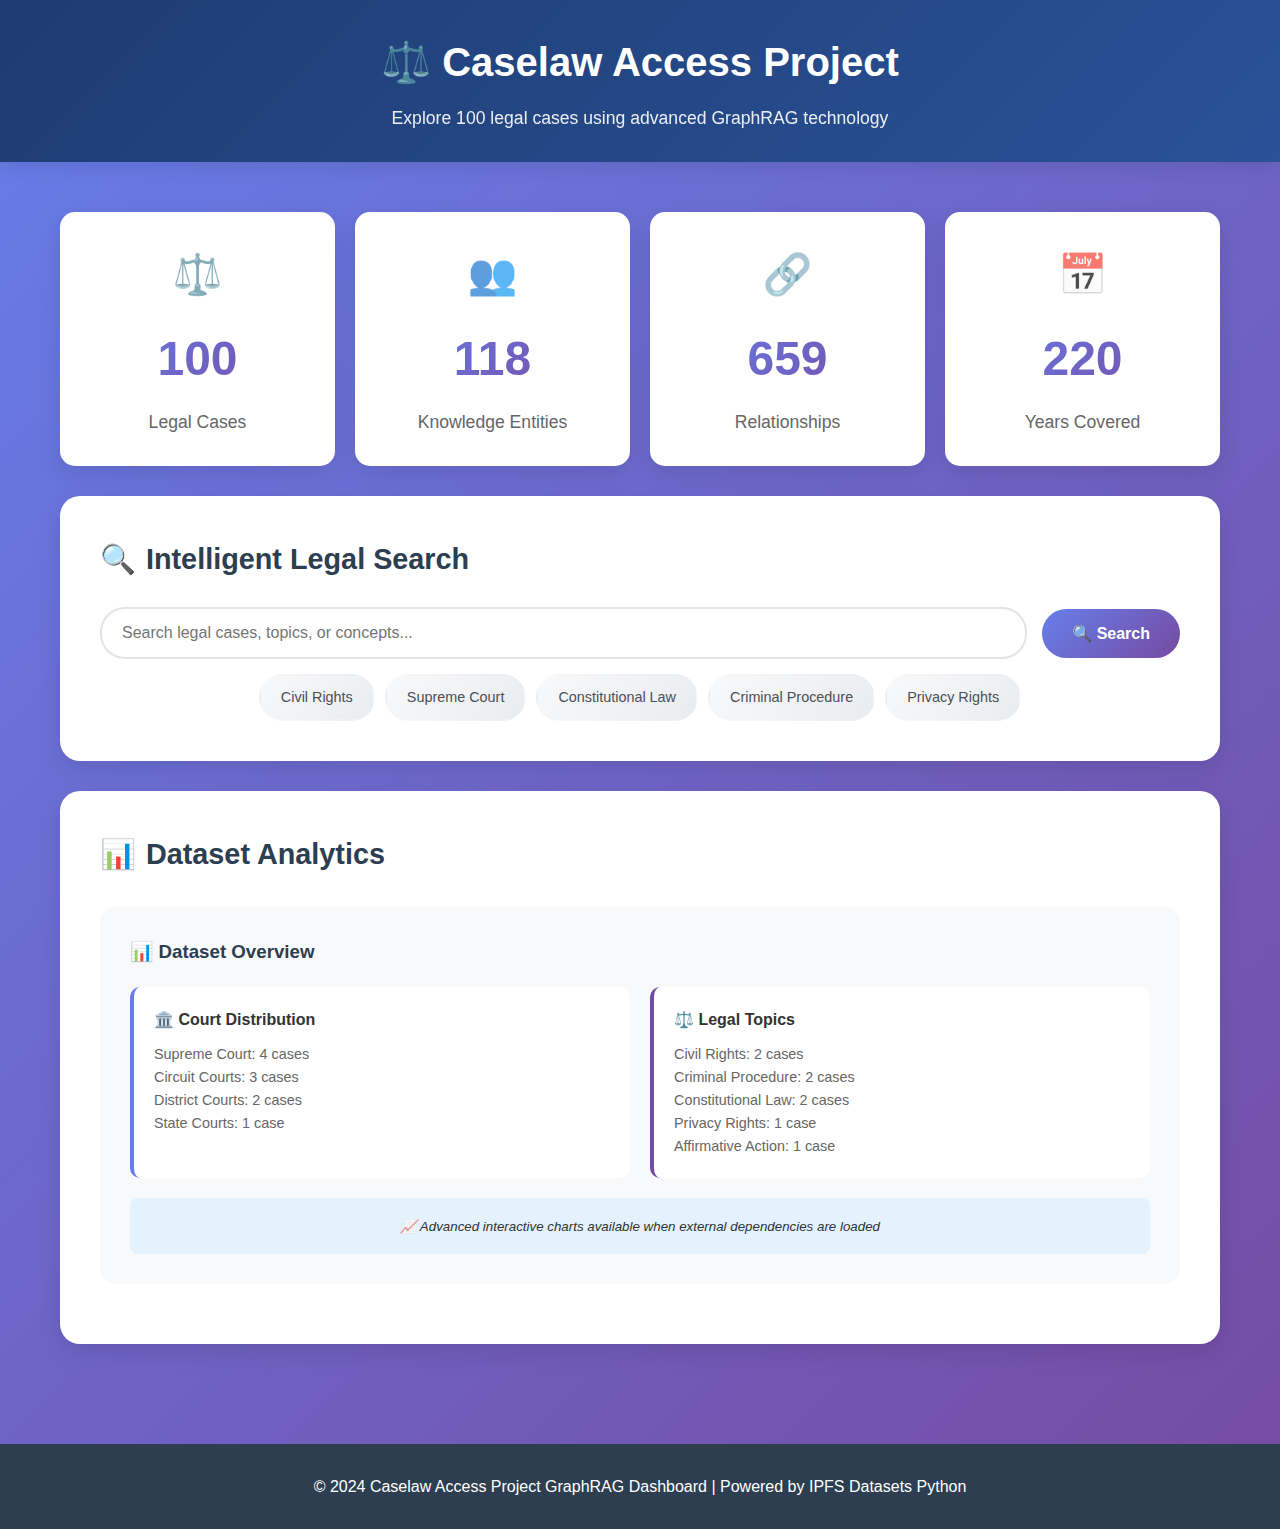 ⚖️ Caselaw Access Project
Explore 100 legal cases using advanced GraphRAG technology
⚖️
👥
🔗
📅 July 17
100
118
659
220
Legal Cases
Knowledge Entities
Relationships
Years Covered
🔍 Intelligent Legal Search
Search legal cases, topics, or concepts...
🔍 Search
Civil Rights
Supreme Court
Constitutional Law
Criminal Procedure
Privacy Rights
📊 Dataset Analytics
📊 Dataset Overview
🏛️ Court Distribution
Supreme Court: 4 cases
Circuit Courts: 3 cases
District Courts: 2 cases
State Courts: 1 case
⚖️ Legal Topics
Civil Rights: 2 cases
Criminal Procedure: 2 cases
Constitutional Law: 2 cases
Privacy Rights: 1 case
Affirmative Action: 1 case
📈 Advanced interactive charts available when external dependencies are loaded
© 2024 Caselaw Access Project GraphRAG Dashboard | Powered by IPFS Datasets Python